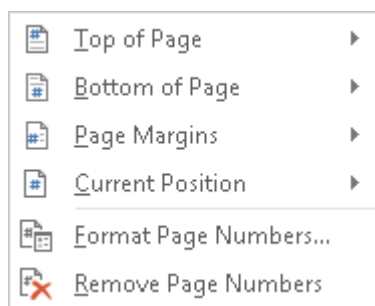 Top of Page
Bottom of Page
Page Margins
Current Position
Format Page Numbers...
Remove Page Numbers